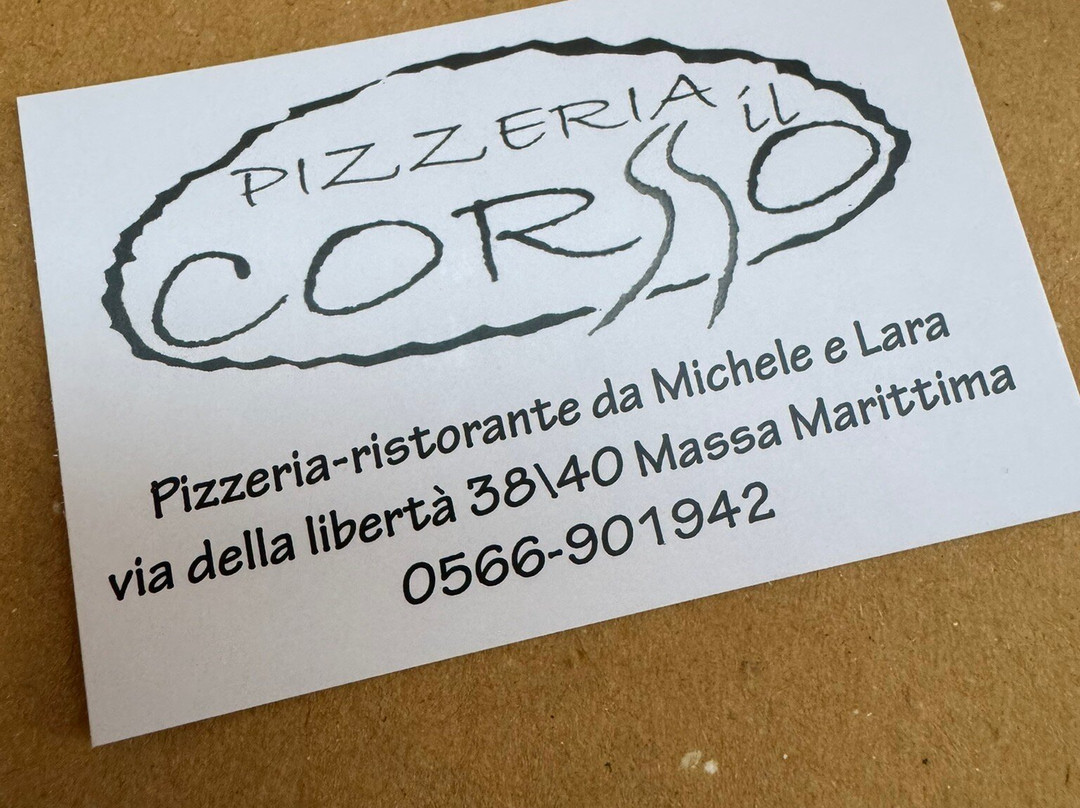 PIZZERIA il
CORSO
Pizzeria-ristorante da Michele e Lara
via della libertà 38\40 Massa Marittima
0566-901942